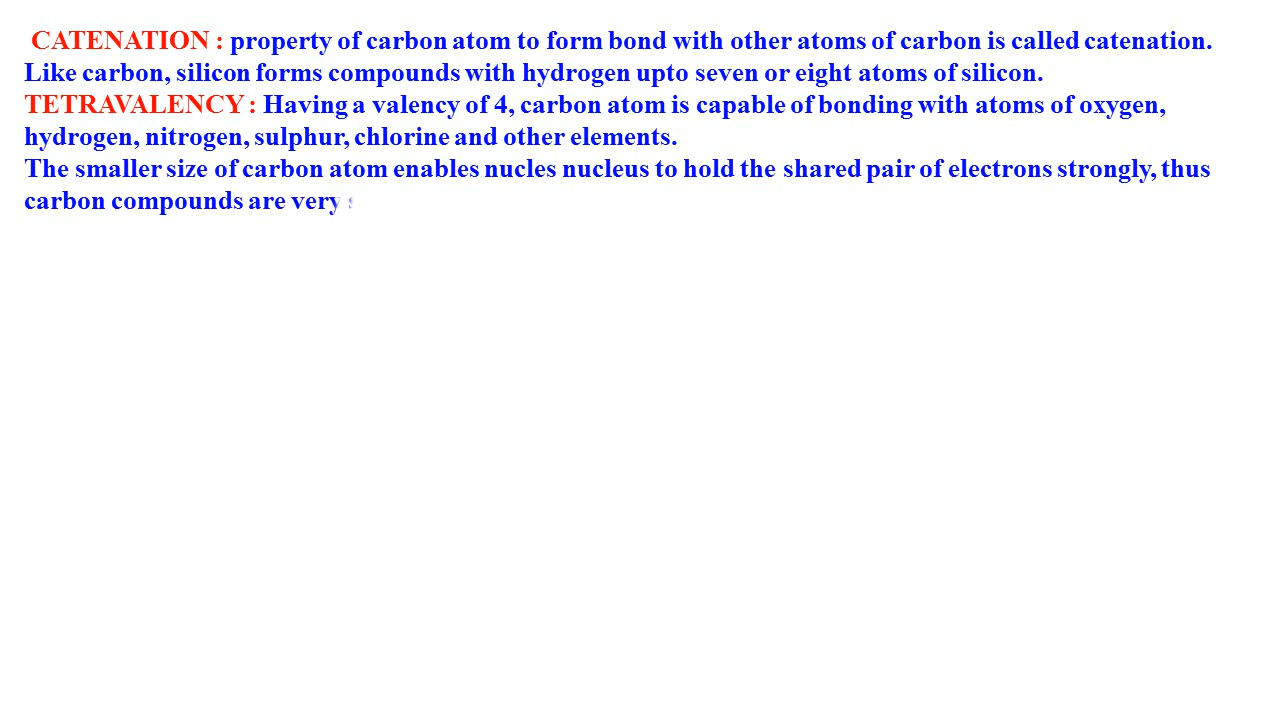 CATENATION : property of carbon atom to form bond with other atoms of carbon is called catenation.
Like carbon, silicon forms compounds with hydrogen upto seven or eight atoms of silicon.
TETRAVALENCY : Having a valency of 4, carbon atom is capable of bonding with atoms of oxygen,
hydrogen, nitrogen, sulphur, chlorine and other elements.
The smaller size of carbon atom enables nucles nucleus to hold the shared pair of electrons strongly, thus
carbon compounds are very